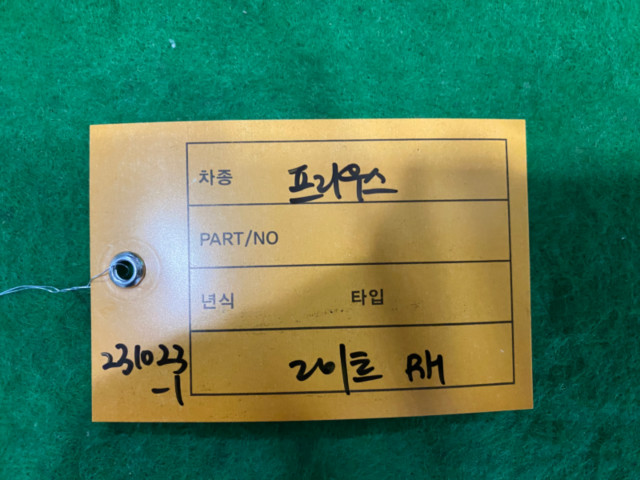 차종 프리우스
PART/NO
년식 타입
라이트 RH
231023
-1